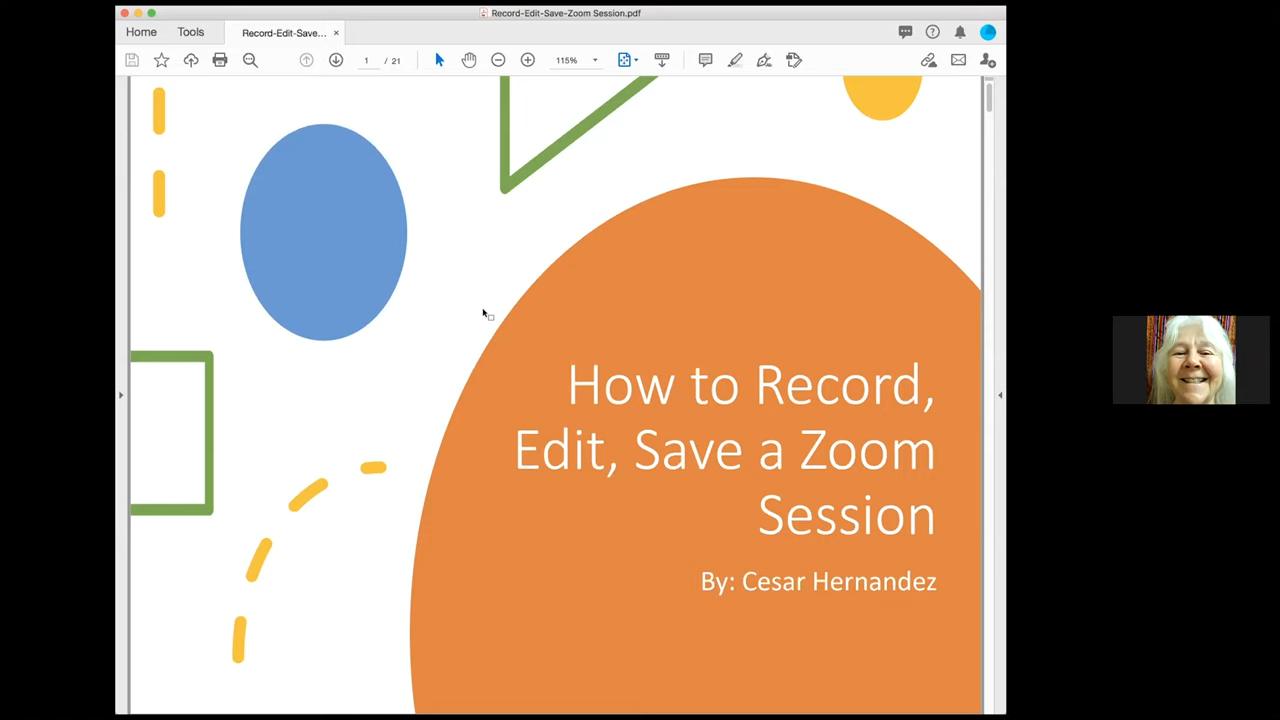 Record-Edit-Save-Zoom Session.pdf
Home Tools Record-Edit-Save... ×
1 / 21 115%
How to Record,
Edit, Save a Zoom
Session
By: Cesar Hernandez